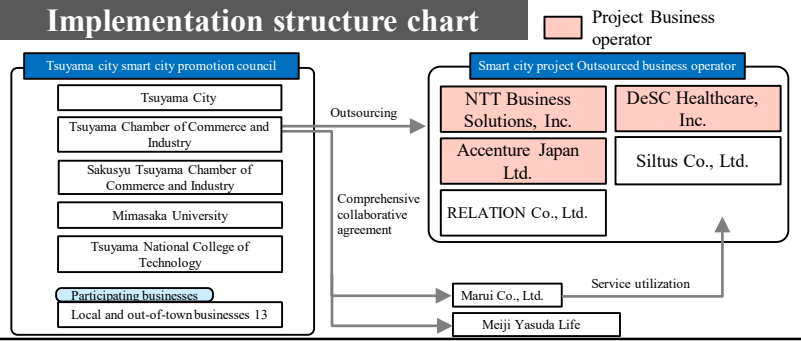 Implementation structure chart
Project Business
operator
Tsuyama city smart city promotion council
Tsuyama City
Tsuyama Chamber of Commerce and
Industry
Sakusyu Tsuyama Chamber of
Commerce and Industry
Mimasaka University
Tsuyama National College of
Technology
Participating businesses
Local and out-of-town businesses 13
Outsourcing
Comprehensive
collaborative
agreement
Smart city project Outsourced business operator
NTT Business
Solutions, Inc.
DeSC Healthcare,
Inc.
Accenture Japan
Ltd.
Siltus Co., Ltd.
RELATION Co., Ltd.
Marui Co., Ltd.
Service utilization
Meiji Yasuda Life